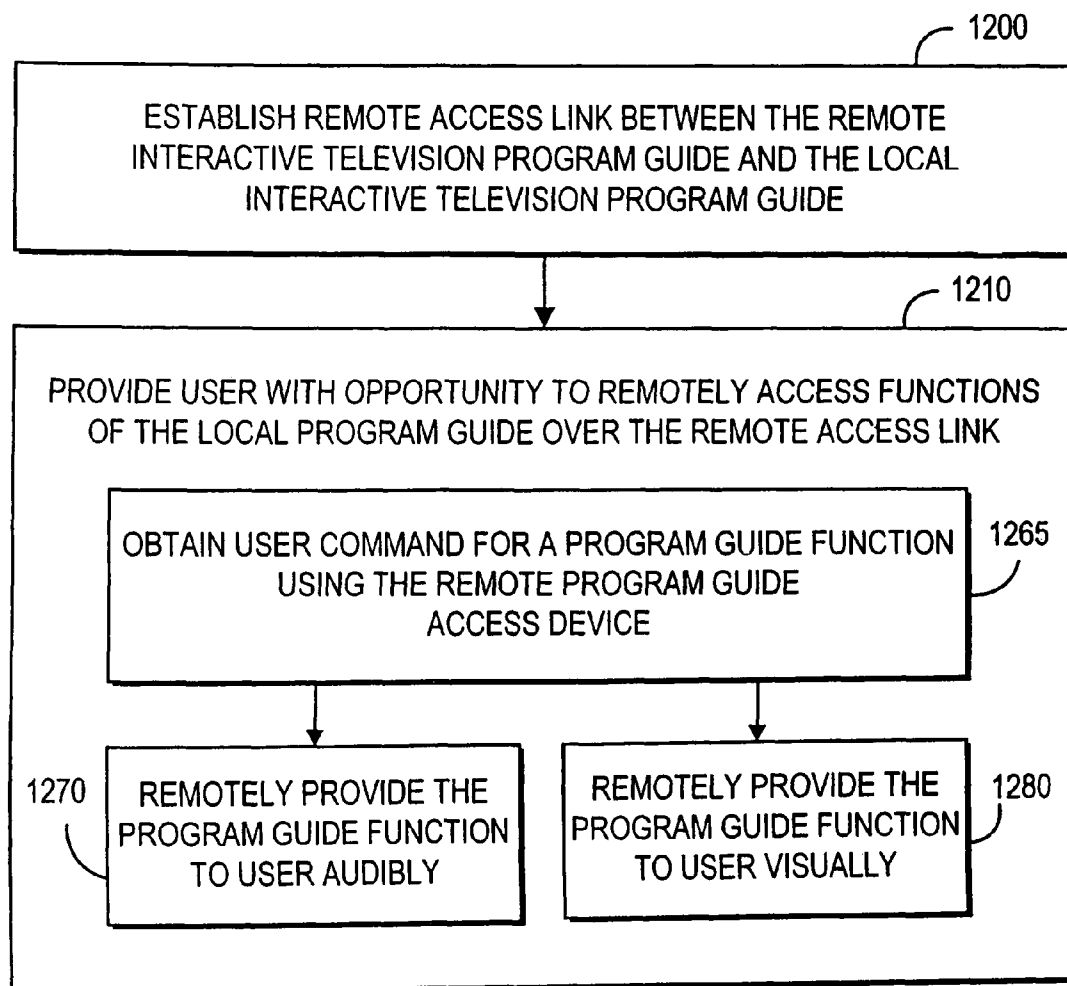 1200
ESTABLISH REMOTE ACCESS LINK BETWEEN THE REMOTE
INTERACTIVE TELEVISION PROGRAM GUIDE AND THE LOCAL
INTERACTIVE TELEVISION PROGRAM GUIDE
1210
PROVIDE USER WITH OPPORTUNITY TO REMOTELY ACCESS FUNCTIONS
OF THE LOCAL PROGRAM GUIDE OVER THE REMOTE ACCESS LINK
OBTAIN USER COMMAND FOR A PROGRAM GUIDE FUNCTION
USING THE REMOTE PROGRAM GUIDE
ACCESS DEVICE
1265
1270
REMOTELY PROVIDE THE
PROGRAM GUIDE FUNCTION
TO USER AUDIBLY
REMOTELY PROVIDE THE
PROGRAM GUIDE FUNCTION
TO USER VISUALLY
1280